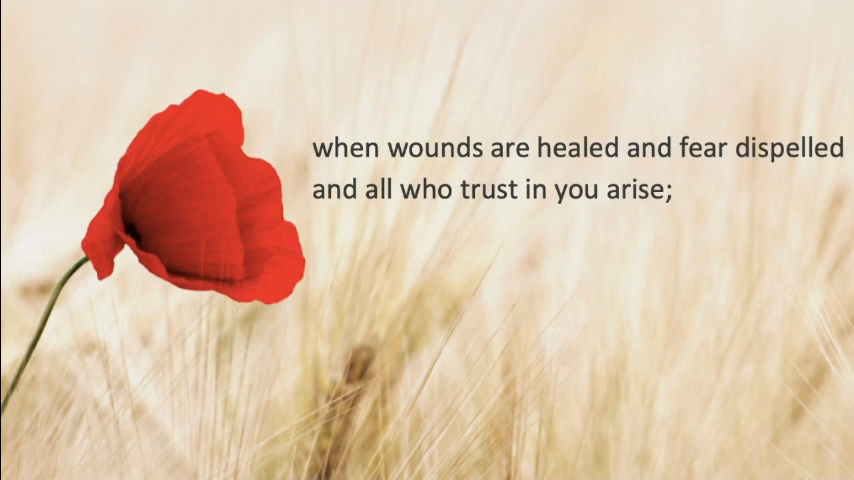 when wounds are healed and fear dispelled
and all who trust in you arise;